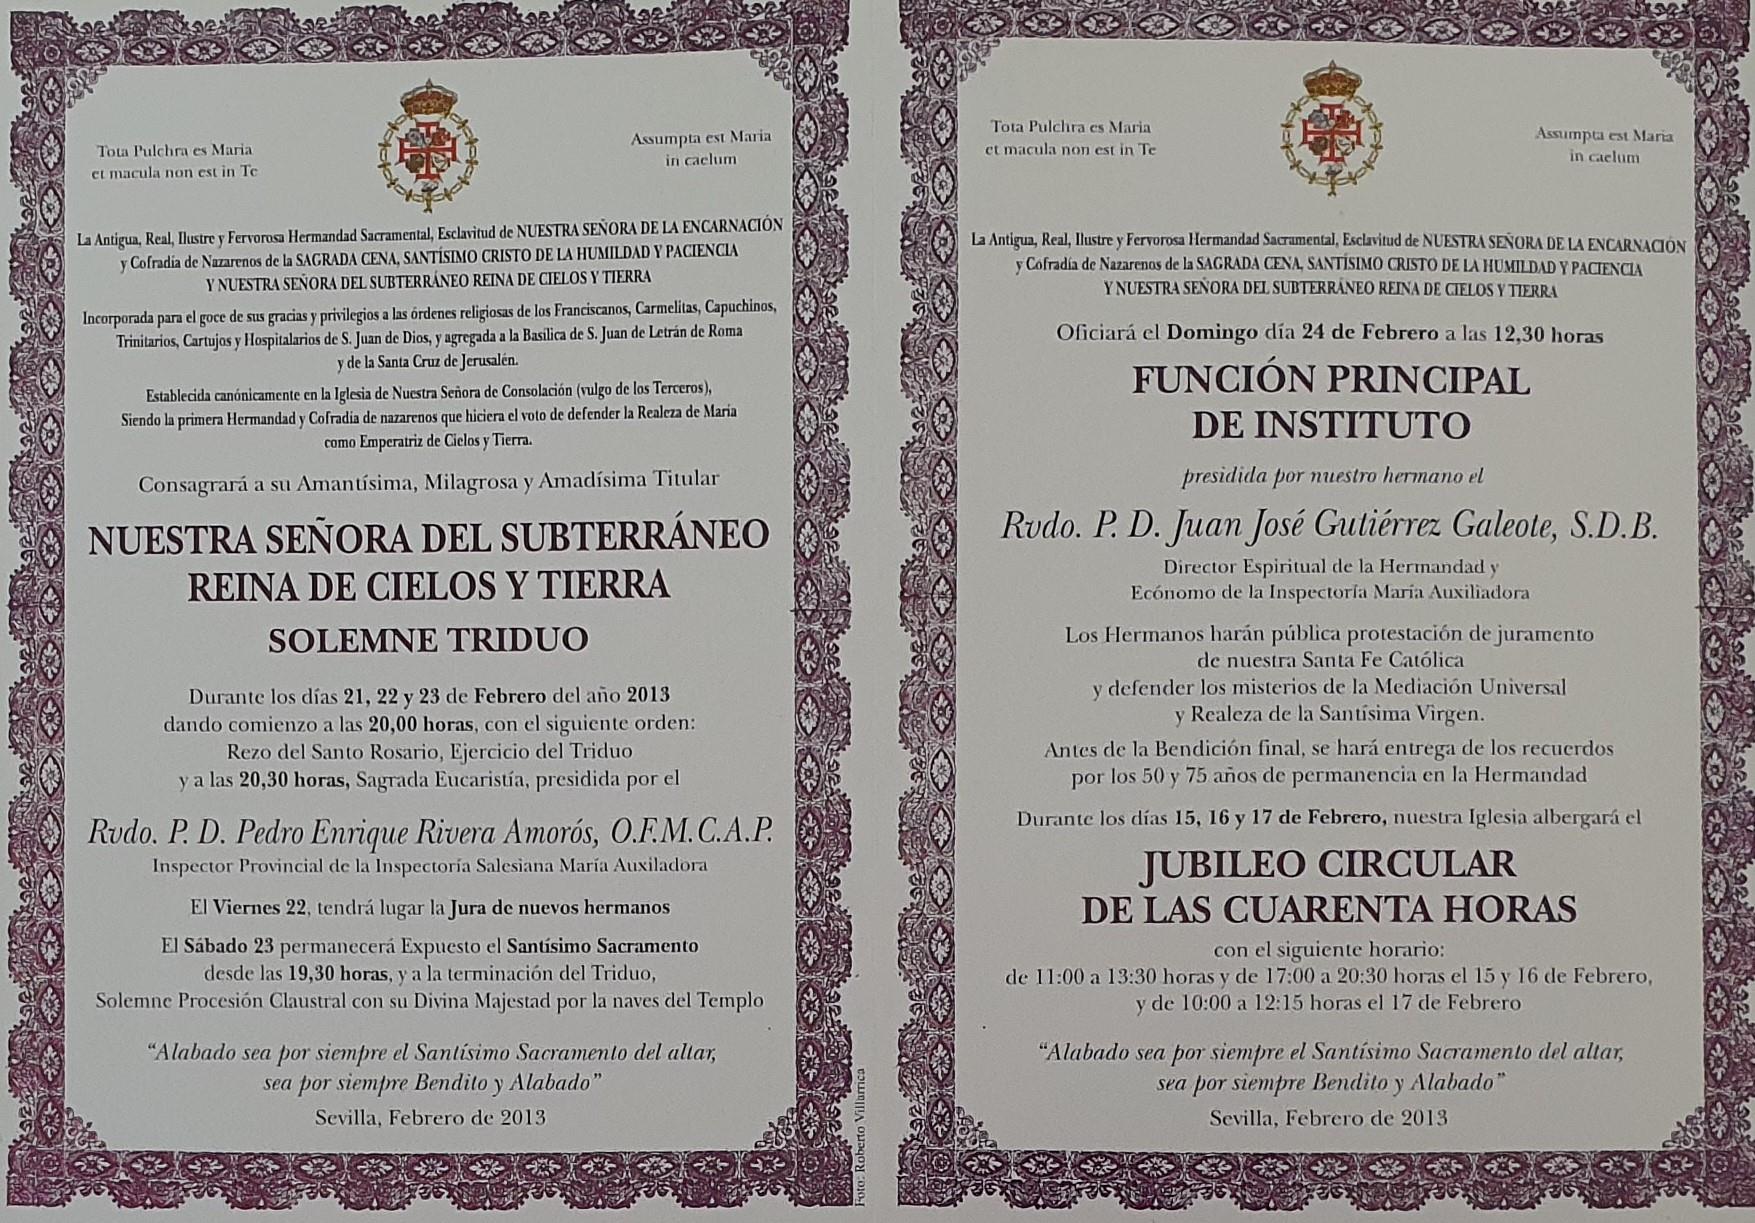 Tota Pulchra es Maria
et macula non est in Te
Assumpta est Maria
in caelum
La Antigua, Real, Ilustre y Fervorosa Hermandad Sacramental, Esclavitud de NUESTRA SEÑORA DE LA ENCARNACIÓN
y Cofradía de Nazarenos de la SAGRADA CENA, SANTÍSIMO CRISTO DE LA HUMILDAD Y PACIENCIA
Y NUESTRA SEÑORA DEL SUBTERRÁNEO REINA DE CIELOS Y TIERRA
Incorporada para el goce de sus gracias y privilegios a las órdenes religiosas de los Franciscanos, Carmelitas, Capuchinos,
Trinitarios, Cartujos y Hospitalarios de S. Juan de Dios, y agregada a la Basílica de S. Juan de Letrán de Roma
y de la Santa Cruz de Jerusalén.
Establecida canónicamente en la Iglesia de Nuestra Señora de Consolación (vulgo de los Terceros),
Siendo la primera Hermandad y Cofradía de nazarenos que hiciera el voto de defender la Realeza de María
como Emperatriz de Cielos y Tierra.
Consagrará a su Amantísima, Milagrosa y Amadísima Titular
NUESTRA SEÑORA DEL SUBTERRÁNEO
REINA DE CIELOS Y TIERRA
SOLEMNE TRIDUO
Durante los días 21, 22 y 23 de Febrero del año 2013
dando comienzo a las 20,00 horas, con el siguiente orden:
Rezo del Santo Rosario, Ejercicio del Triduo
y a las 20,30 horas, Sagrada Eucaristía, presidida por el
Rvdo. P. D. Pedro Enrique Rivera Amorós, O.F.M.C.A.P.
Inspector Provincial de la Inspectoría Salesiana María Auxiladora
El Viernes 22, tendrá lugar la Jura de nuevos hermanos
El Sábado 23 permanecerá Expuesto el Santísimo Sacramento
desde las 19,30 horas, y a la terminación del Triduo,
Solemne Procesión Claustral con su Divina Majestad por la naves del Templo
“Alabado sea por siempre el Santísimo Sacramento del altar,
sea por siempre Bendito y Alabado”
Sevilla, Febrero de 2013
Foto: Roberto Villarrica
Tota Pulchra es Maria
et macula non est in Te
Assumpta est Maria
in caelum
La Antigua, Real, Ilustre y Fervorosa Hermandad Sacramental, Esclavitud de NUESTRA SEÑORA DE LA ENCARNACIÓN
y Cofradía de Nazarenos de la SAGRADA CENA, SANTÍSIMO CRISTO DE LA HUMILDAD Y PACIENCIA
Y NUESTRA SEÑORA DEL SUBTERRÁNEO REINA DE CIELOS Y TIERRA
Oficiará el Domingo día 24 de Febrero a las 12,30 horas
FUNCIÓN PRINCIPAL
DE INSTITUTO
presidida por nuestro hermano el
Rvdo. P. D. Juan José Gutiérrez Galeote, S.D.B.
Director Espiritual de la Hermandad y
Ecónomo de la Inspectoría María Auxiliadora
Los Hermanos harán pública protestación de juramento
de nuestra Santa Fe Católica
y defender los misterios de la Mediación Universal
y Realeza de la Santísima Virgen.
Antes de la Bendición final, se hará entrega de los recuerdos
por los 50 y 75 años de permanencia en la Hermandad
Durante los días 15, 16 y 17 de Febrero, nuestra Iglesia albergará el
JUBILEO CIRCULAR
DE LAS CUARENTA HORAS
con el siguiente horario:
de 11:00 a 13:30 horas y de 17:00 a 20:30 horas el 15 y 16 de Febrero,
y de 10:00 a 12:15 horas el 17 de Febrero
“Alabado sea por siempre el Santísimo Sacramento del altar,
sea por siempre Bendito y Alabado”
Sevilla, Febrero de 2013